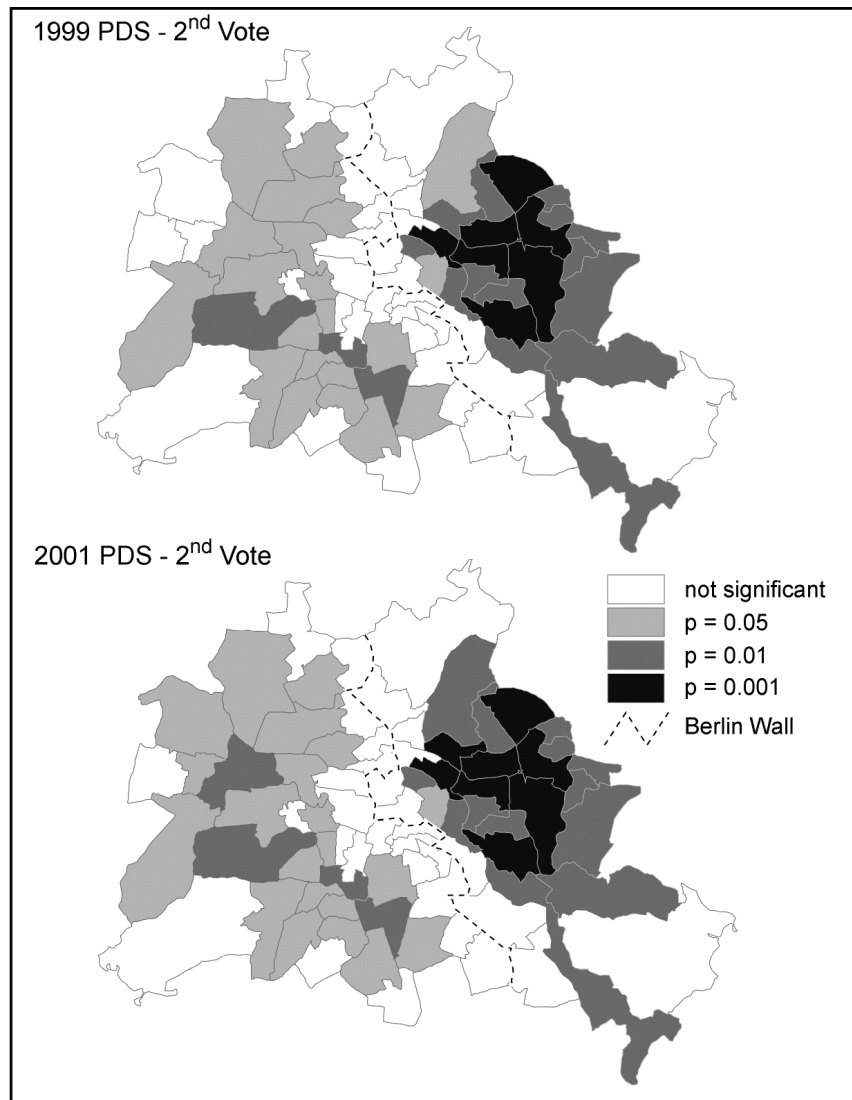 1999 PDS - 2nd Vote
2001 PDS - 2nd Vote
not significant
p = 0.05
p = 0.01
p = 0.001
Berlin Wall